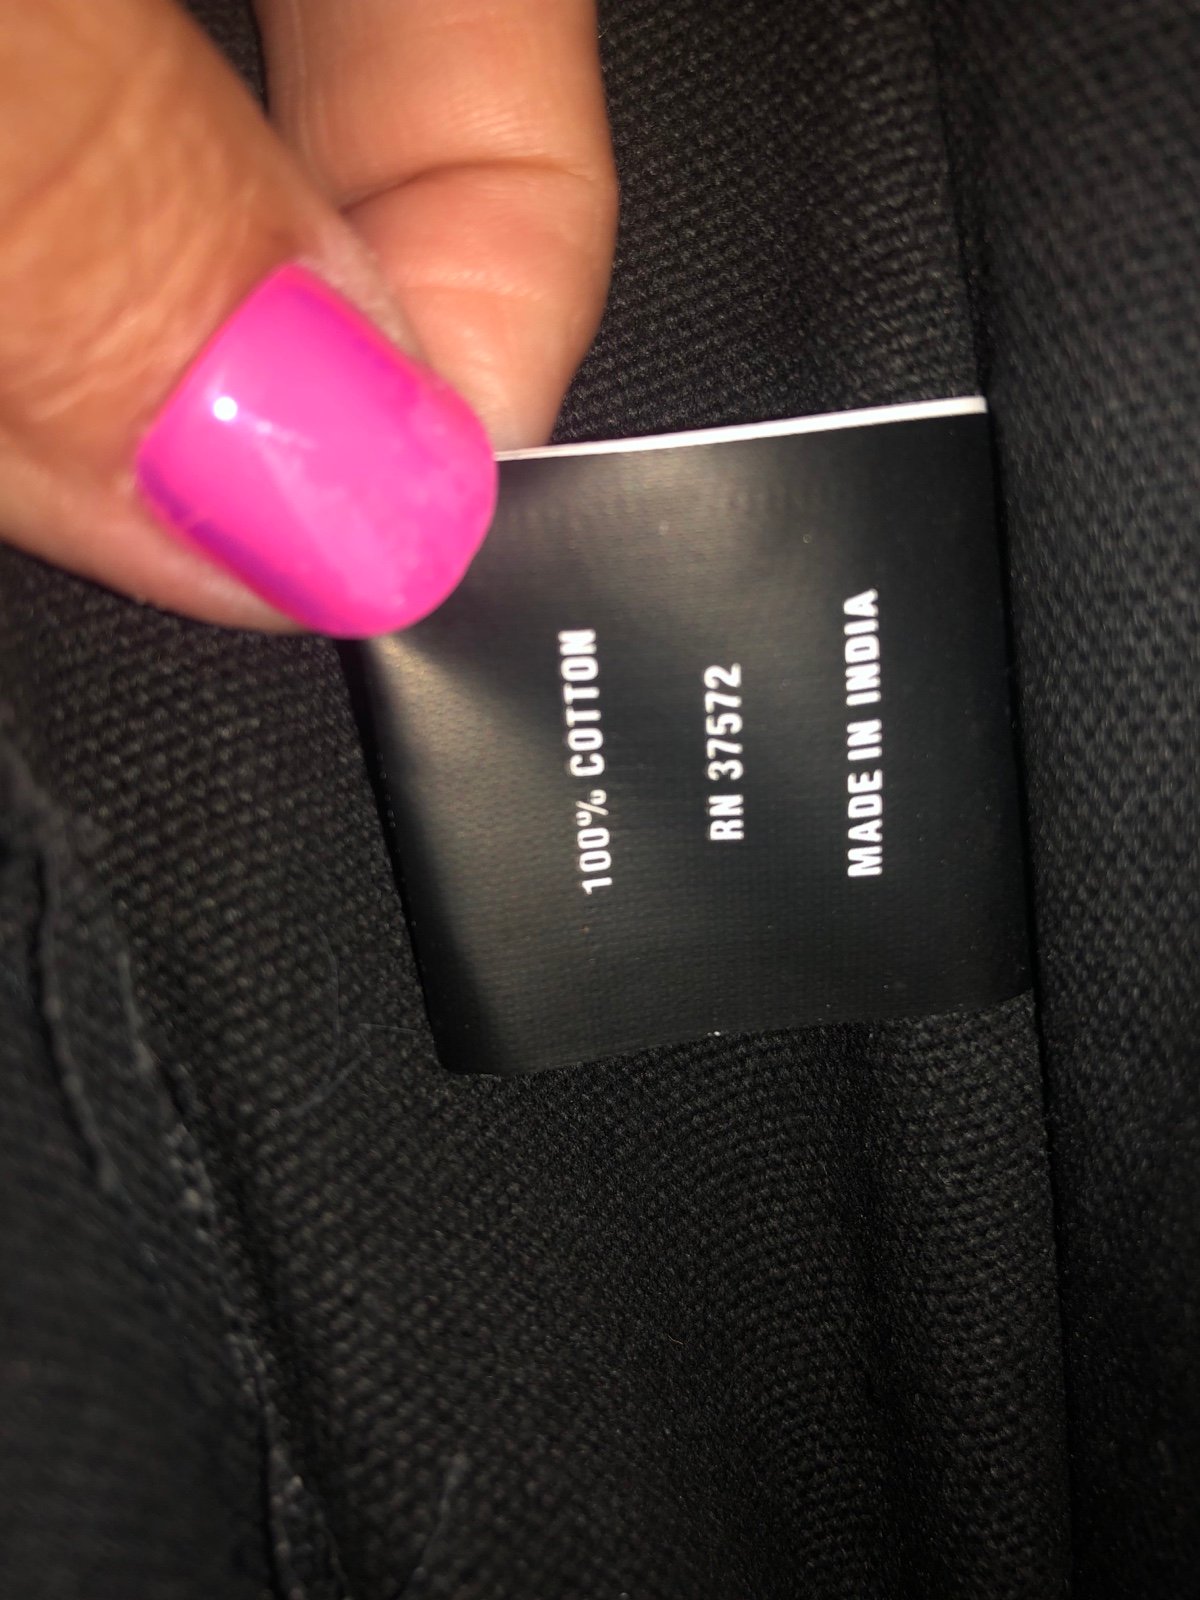 100% COTTON
RN 37572
MADE IN INDIA